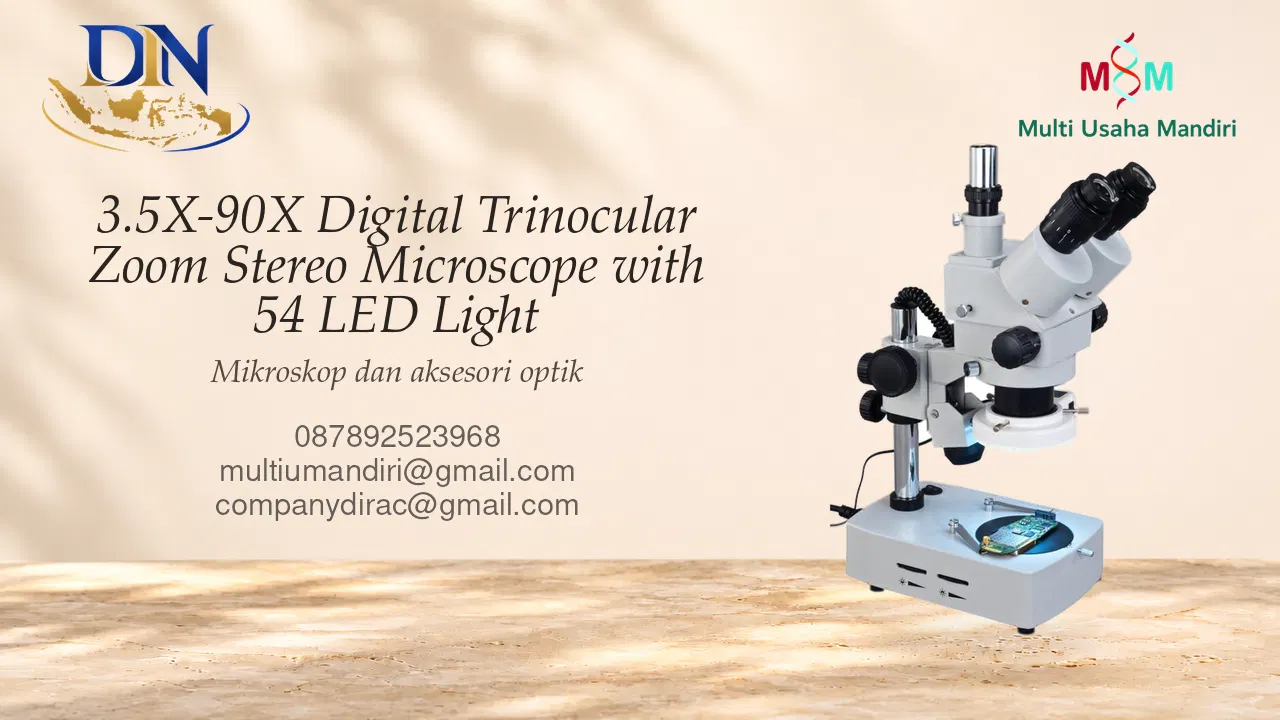 DIN
M M
Multi Usaha Mandiri
3.5X-90X Digital Trinocular
Zoom Stereo Microscope with
54 LED Light
Mikroskop dan aksesori optik
087892523968
multiumandiri@gmail.com
companydirac@gmail.com